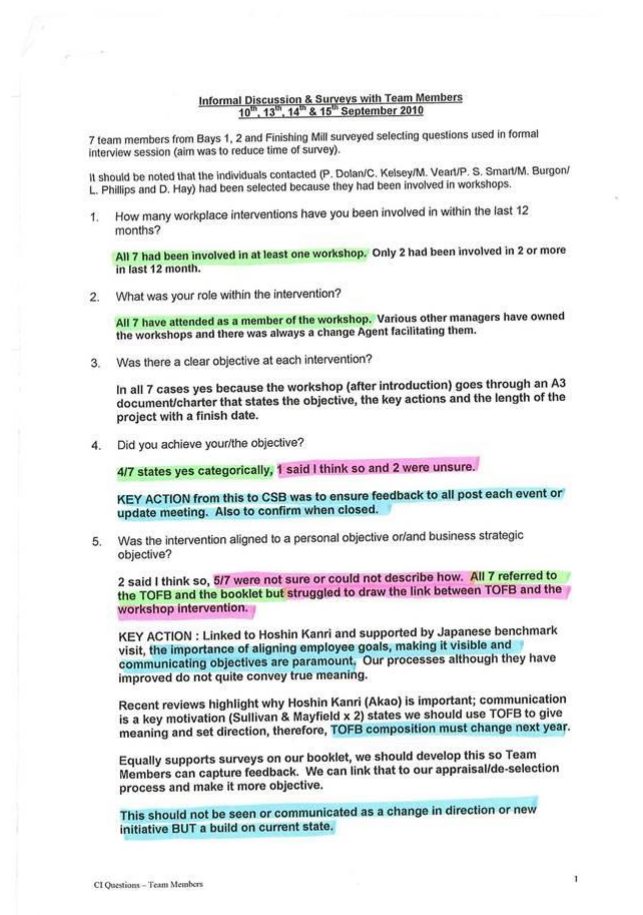 Informal Discussion & Surveys with Team Members
10th, 13th, 14th & 15th September 2010
7 team members from Bays 1, 2 and Finishing Mill surveyed selecting questions used in formal
interview session (aim was to reduce time of survey).
It should be noted that the individuals contacted (P. Dolan/C. Kelsey/M. Veart/P. S. Smart/M. Burgon/
L. Phillips and D. Hay) had been selected because they had been involved in workshops.
1. How many workplace interventions have you been involved in within the last 12
months?
All 7 had been involved in at least one workshop. Only 2 had been involved in 2 or more
in last 12 month.
2. What was your role within the intervention?
All 7 have attended as a member of the workshop. Various other managers have owned
the workshops and there was always a change Agent facilitating them.
3. Was there a clear objective at each intervention?
In all 7 cases yes because the workshop (after introduction) goes through an A3
document/charter that states the objective, the key actions and the length of the
project with a finish date.
4. Did you achieve your/the objective?
4/7 states yes categorically, 1 said I think so and 2 were unsure.
KEY ACTION from this to CSB was to ensure feedback to all post each event or
update meeting. Also to confirm when closed.
5. Was the intervention aligned to a personal objective or/and business strategic
objective?
2 said I think so, 5/7 were not sure or could not describe how. All 7 referred to
the TOFB and the booklet but struggled to draw the link between TOFB and the
workshop intervention.
KEY ACTION : Linked to Hoshin Kanri and supported by Japanese benchmark
visit, the importance of aligning employee goals, making it visible and
communicating objectives are paramount. Our processes although they have
improved do not quite convey true meaning.
Recent reviews highlight why Hoshin Kanri (Akao) is important; communication
is a key motivation (Sullivan & Mayfield x 2) states we should use TOFB to give
meaning and set direction, therefore, TOFB composition must change next year.
Equally supports surveys on our booklet, we should develop this so Team
Members can capture feedback. We can link that to our appraisal/de-selection
process and make it more objective.
This should not be seen or communicated as a change in direction or new
initiative BUT a build on current state.
CI Questions – Team Members
1